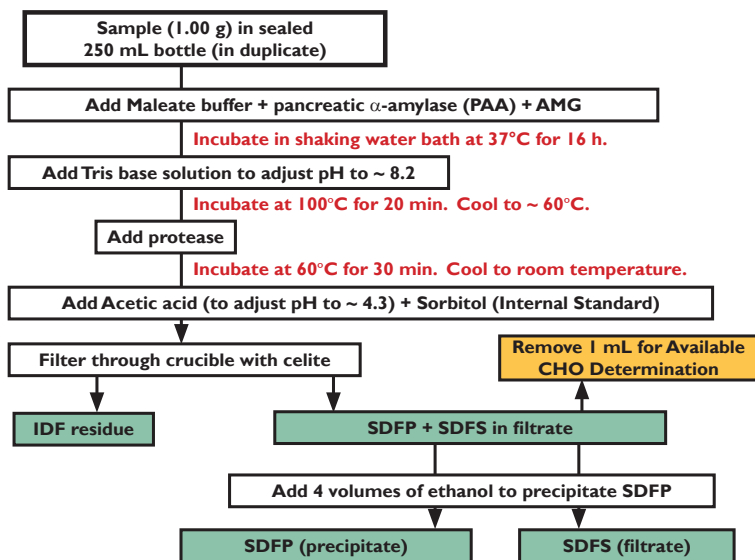 Sample (1.00 g) in sealed
250 mL bottle (in duplicate)
Add Maleate buffer + pancreatic α-amylase (PAA) + AMG
Incubate in shaking water bath at 37°C for 16 h.
Add Tris base solution to adjust pH to ~ 8.2
Incubate at 100°C for 20 min. Cool to ~ 60°C.
Add protease
Incubate at 60°C for 30 min. Cool to room temperature.
Add Acetic acid (to adjust pH to ~ 4.3) + Sorbitol (Internal Standard)
Filter through crucible with celite
Remove 1 mL for Available
CHO Determination
IDF residue
SDFP + SDFS in filtrate
Add 4 volumes of ethanol to precipitate SDFP
SDFP (precipitate)
SDFS (filtrate)